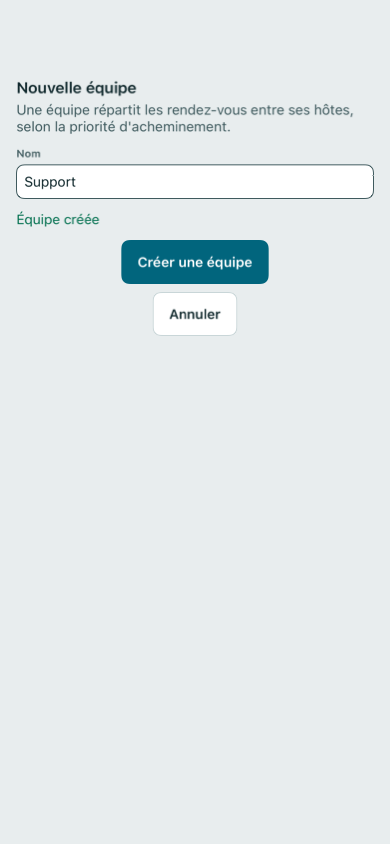 Nouvelle équipe
Une équipe répartit les rendez-vous entre ses hôtes,
selon la priorité d'acheminement.
Nom
Support
Équipe créée
Créer une équipe
Annuler